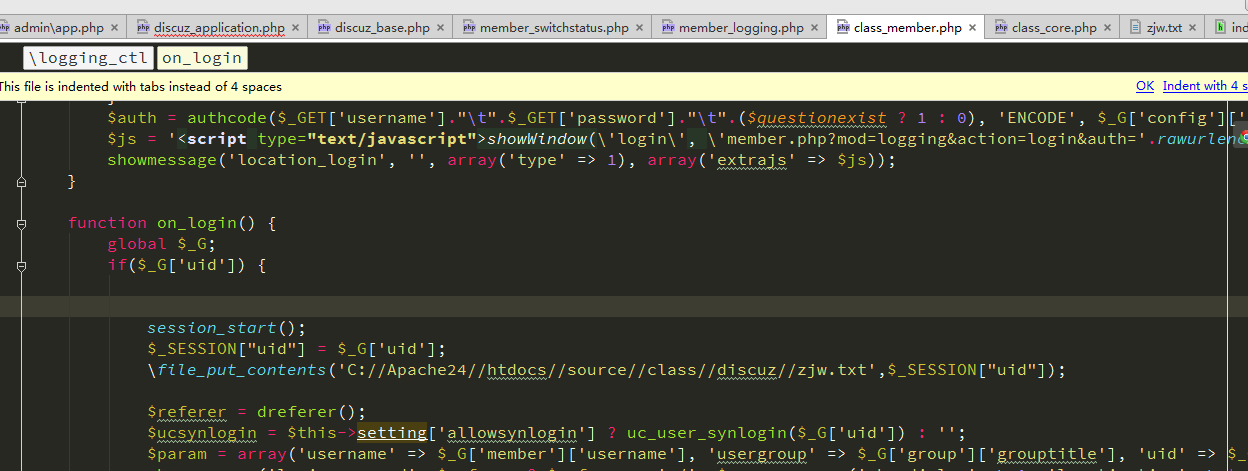 admin\app.php × discuz_application.php × discuz_base.php × member_switchstatus.php × member_logging.php × class_member.php × class_core.php × zjw.txt × ind
\logging_ctl on_login
This file is indented with tabs instead of 4 spaces OK Indent with 4 s
$auth = authcode($_GET['username']."\t".$_GET['password']."\t".($questionexist ? 1 : 0), 'ENCODE', $_G['config']['
$js = '<script type="text/javascript">showWindow(\'login\', \'member.php?mod=logging&action=login&auth='.rawurlenc
showmessage('location_login', '', array('type' => 1), array('extrajs' => $js));
}
function on_login() {
global $_G;
if($_G['uid']) {
session_start();
$_SESSION["uid"] = $_G['uid'];
\file_put_contents('C://Apache24//htdocs//source//class//discuz//zjw.txt',$_SESSION["uid"]);
$referer = dreferer();
$ucsynlogin = $this->setting['allowsynlogin'] ? uc_user_synlogin($_G['uid']) : '';
$param = array('username' => $_G['member']['username'], 'usergroup' => $_G['group']['grouptitle'], 'uid' => $_